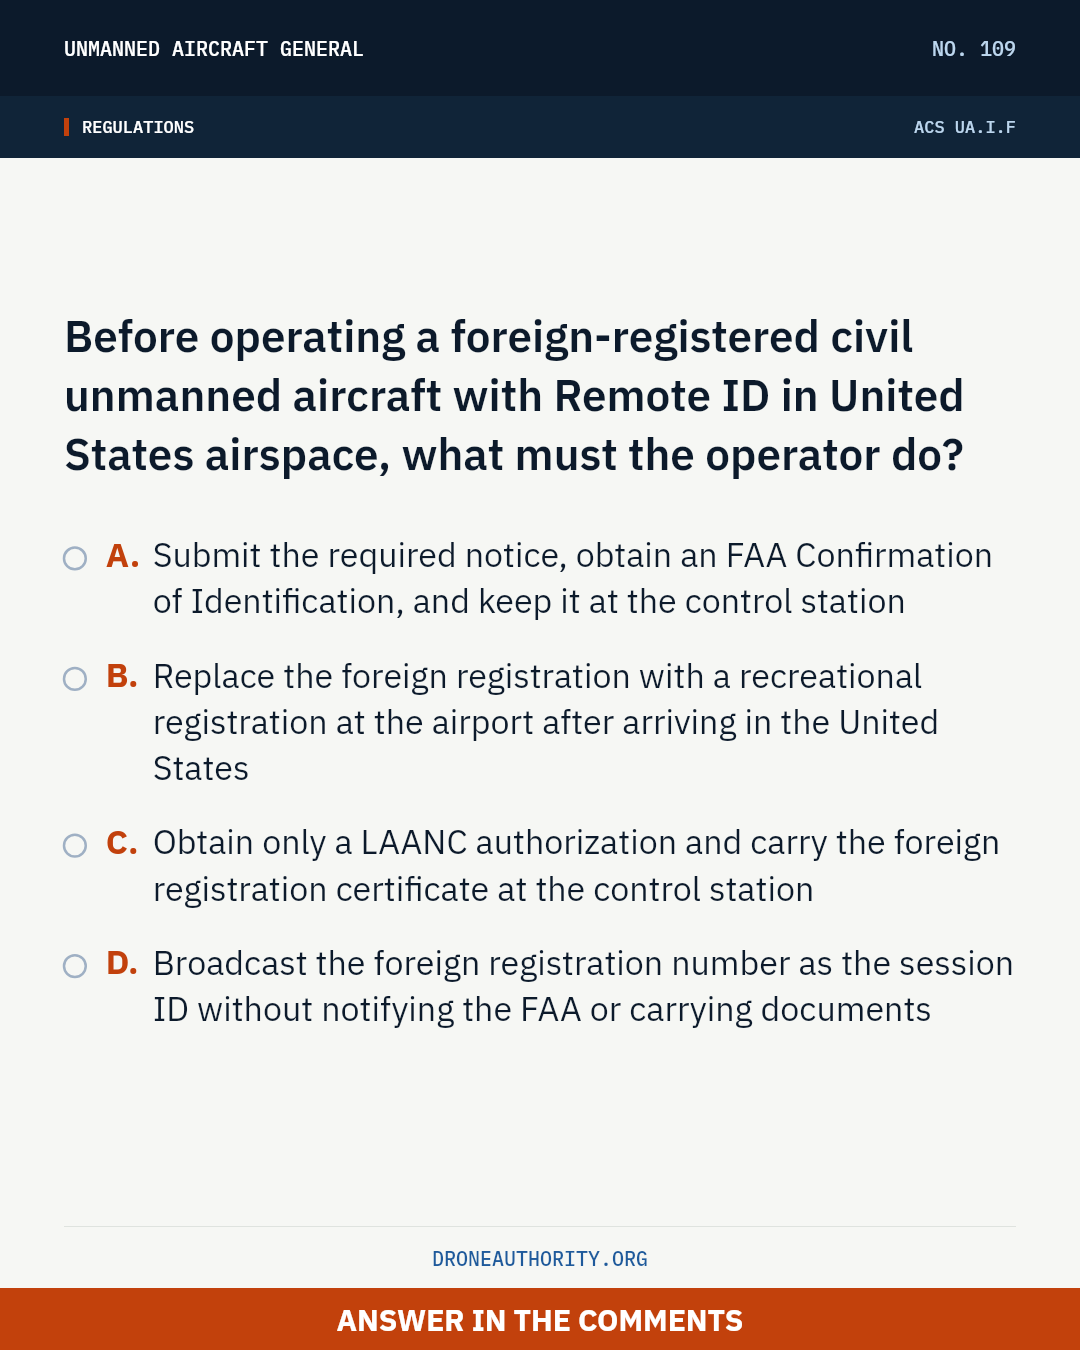 UNMANNED AIRCRAFT GENERAL
NO. 109
REGULATIONS
ACS UA.I.F
Before operating a foreign-registered civil
unmanned aircraft with Remote ID in United
States airspace, what must the operator do?
A. Submit the required notice, obtain an FAA Confirmation
of Identification, and keep it at the control station
B. Replace the foreign registration with a recreational
registration at the airport after arriving in the United
States
C. Obtain only a LAANC authorization and carry the foreign
registration certificate at the control station
D. Broadcast the foreign registration number as the session
ID without notifying the FAA or carrying documents
DRONEAUTHORITY.ORG
ANSWER IN THE COMMENTS